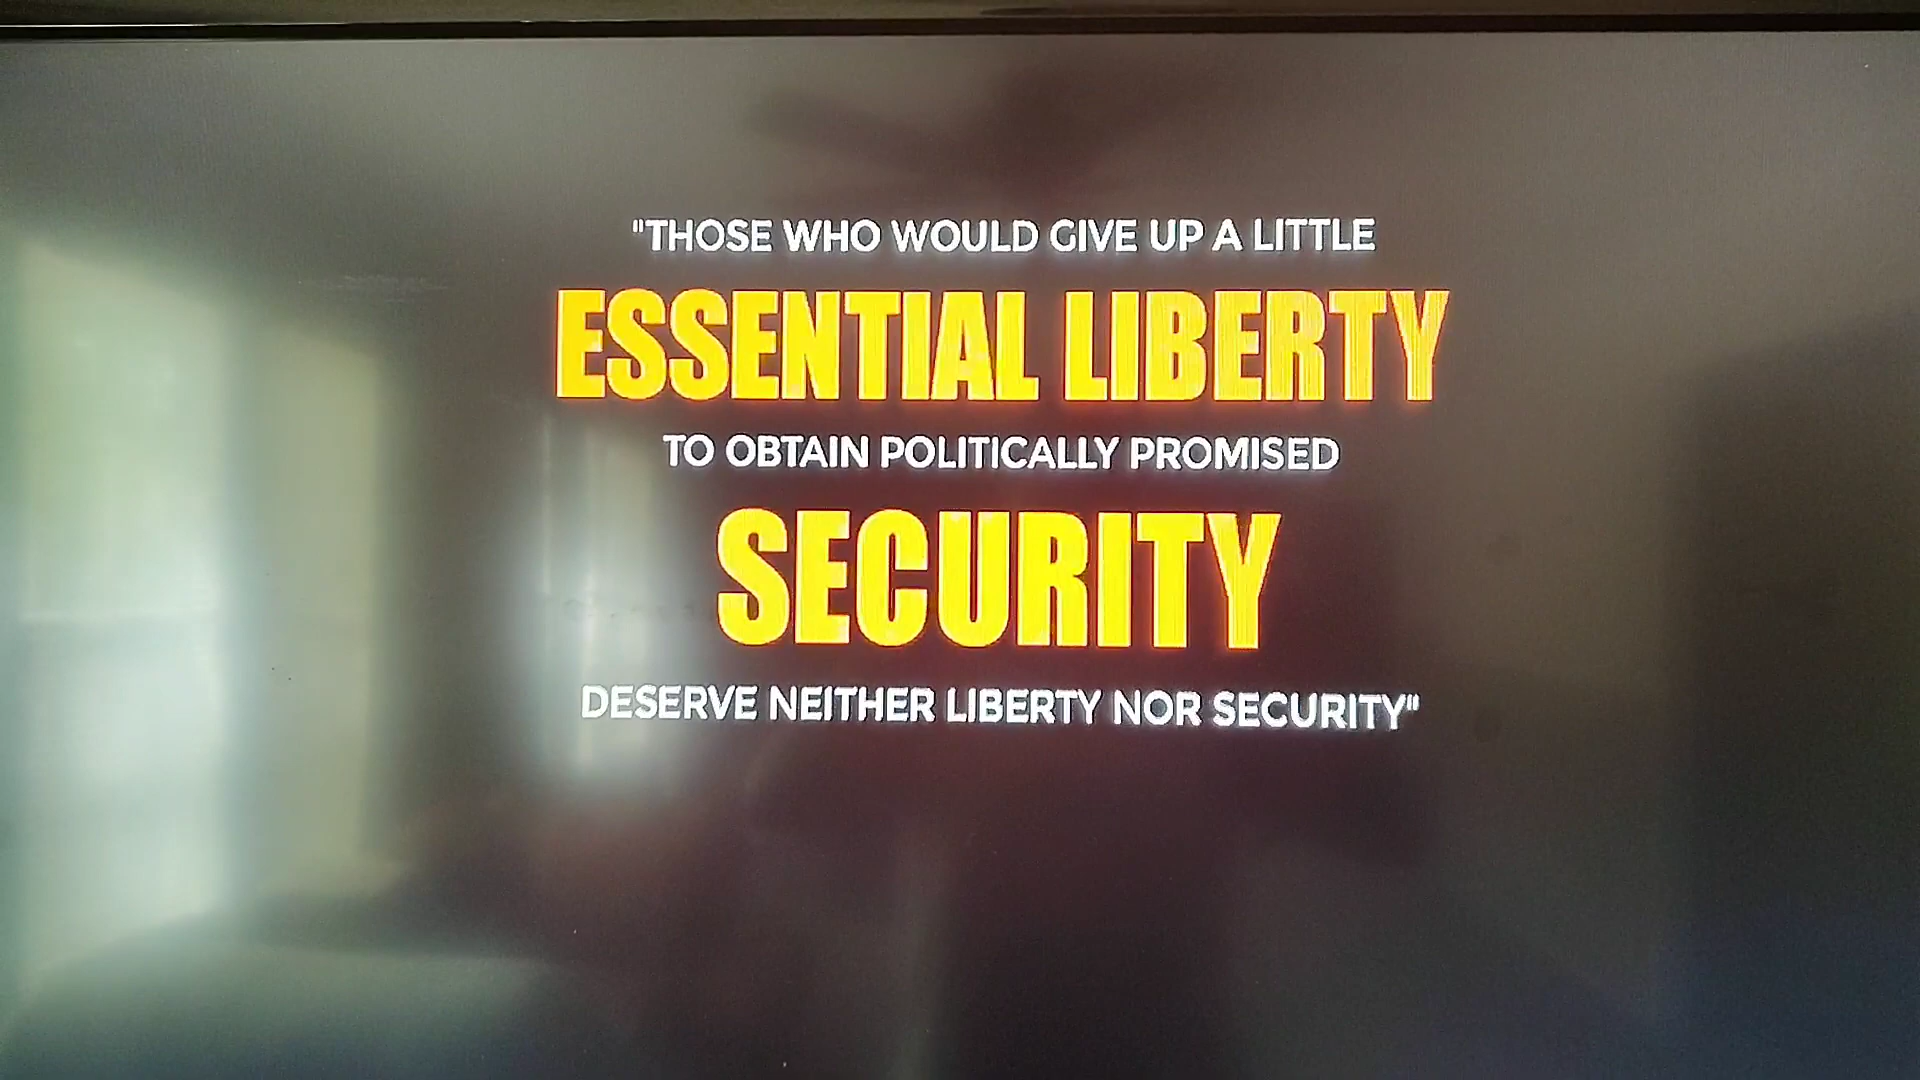 "THOSE WHO WOULD GIVE UP A LITTLE
ESSENTIAL LIBERTY
TO OBTAIN POLITICALLY PROMISED
SECURITY
DESERVE NEITHER LIBERTY NOR SECURITY"